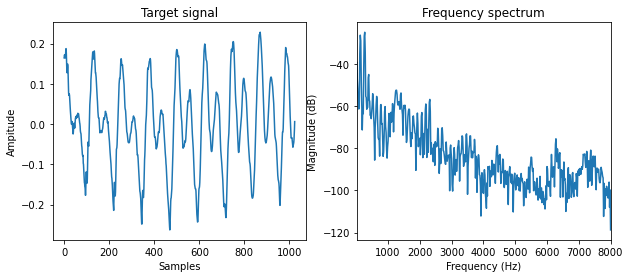 Target signal
Frequency spectrum
0.2
0.1
0.0
−0.1
−0.2
Ampitude
0 200 400 600 800 1000
Samples
−40
−60
−80
−100
−120
Magnitude (dB)
1000 2000 3000 4000 5000 6000 7000 8000
Frequency (Hz)